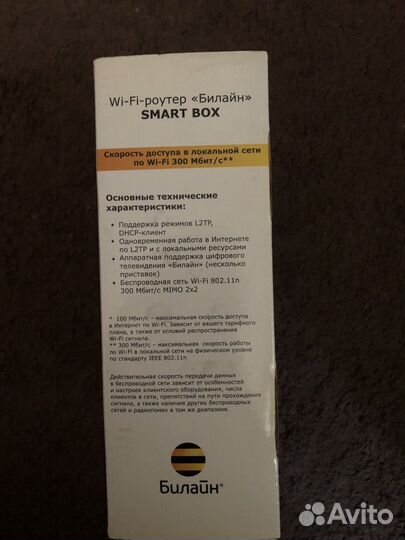 Wi-Fi-роутер «Билайн»
SMART BOX
Скорость доступа в локальной сети
по Wi-Fi 300 Мбит/с**
Основные технические
характеристики:
• Поддержка режимов L2TP,
DHCP-клиент
• Одновременная работа в Интернете
по L2TP и с локальными ресурсами
• Аппаратная поддержка цифрового
телевидения «Билайн» (несколько
приставок)
• Беспроводная сеть Wi-Fi 802.11n
300 Мбит/с MIMO 2x2
* 100 Мбит/с – максимальная скорость доступа
в Интернет по Wi-Fi. Зависит от вашего тарифного
плана, а также от условий распространения
Wi-Fi сигнала.
** 300 Мбит/с – максимальная скорость работы
по Wi-Fi в локальной сети на физическом уровне
по стандарту IEEE 802.11n
Действительная скорость передачи данных
в беспроводной сети зависит от особенностей
и настроек клиентского оборудования, числа
клиентов в сети, препятствий на пути прохождения
сигнала, а также наличия других беспроводных
сетей и радиопомех в том же диапазоне.
Билайн®
Avito